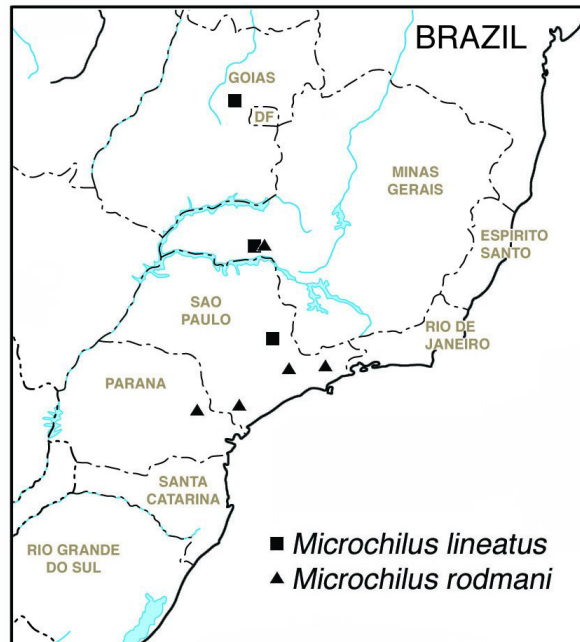 BRAZIL
GOIAS
DF
MINAS
GERAIS
ESPIRITO
SANTO
SAO
PAULO
RIO DE
JANEIRO
PARANA
SANTA
CATARINA
RIO GRANDE
DO SUL
Microchilus lineatus
Microchilus rodmani